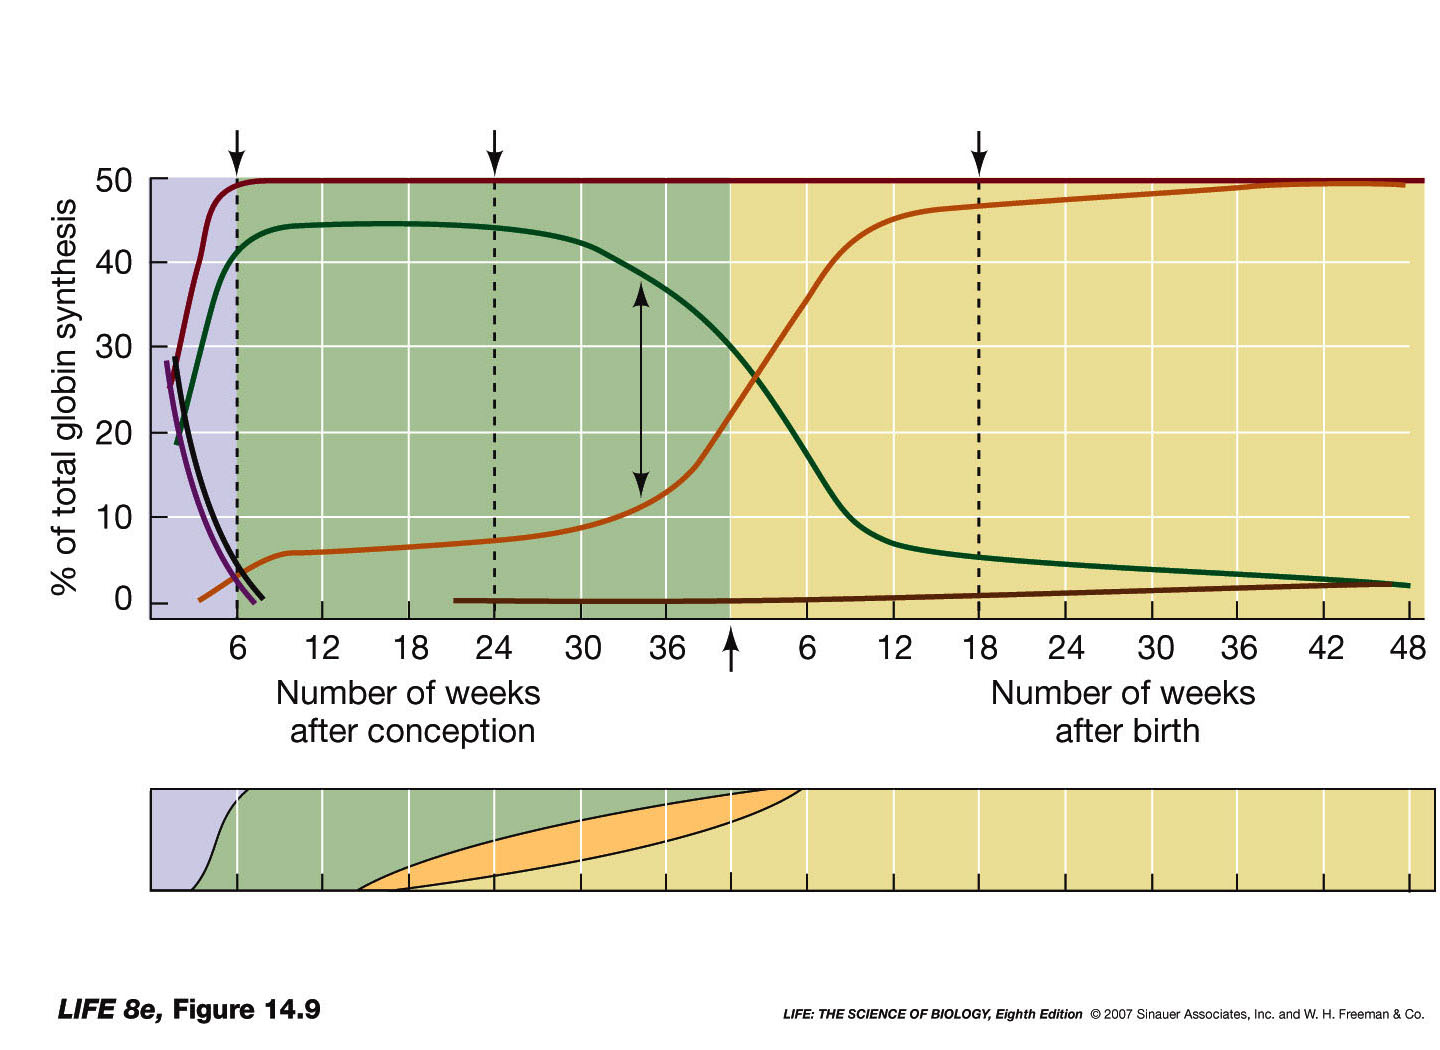 % of total globin synthesis
50
40
30
20
10
0
6 12 18 24 30 36 6 12 18 24 30 36 42 48
Number of weeks
after conception
Number of weeks
after birth
LIFE 8e, Figure 14.9
LIFE: THE SCIENCE OF BIOLOGY, Eighth Edition © 2007 Sinauer Associates, Inc. and W. H. Freeman & Co.